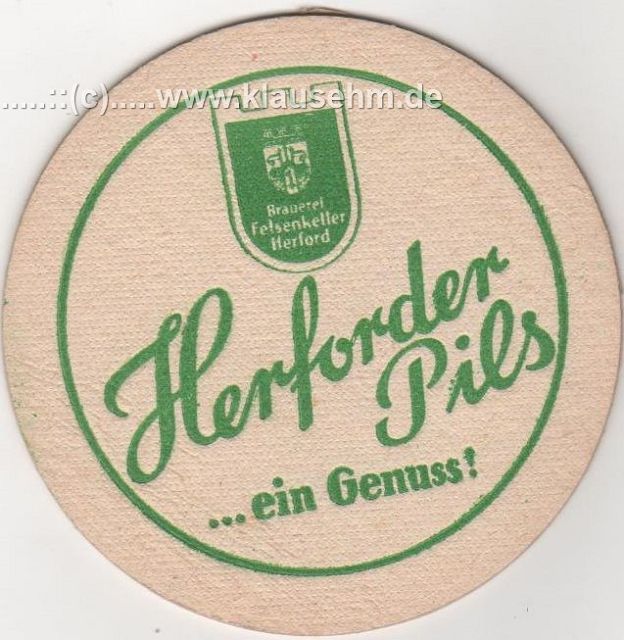 ......::(c).....www.klausehm.de
Brauerei
Felsenkeller
Herford
Herforder
Pils
...ein Genuss!